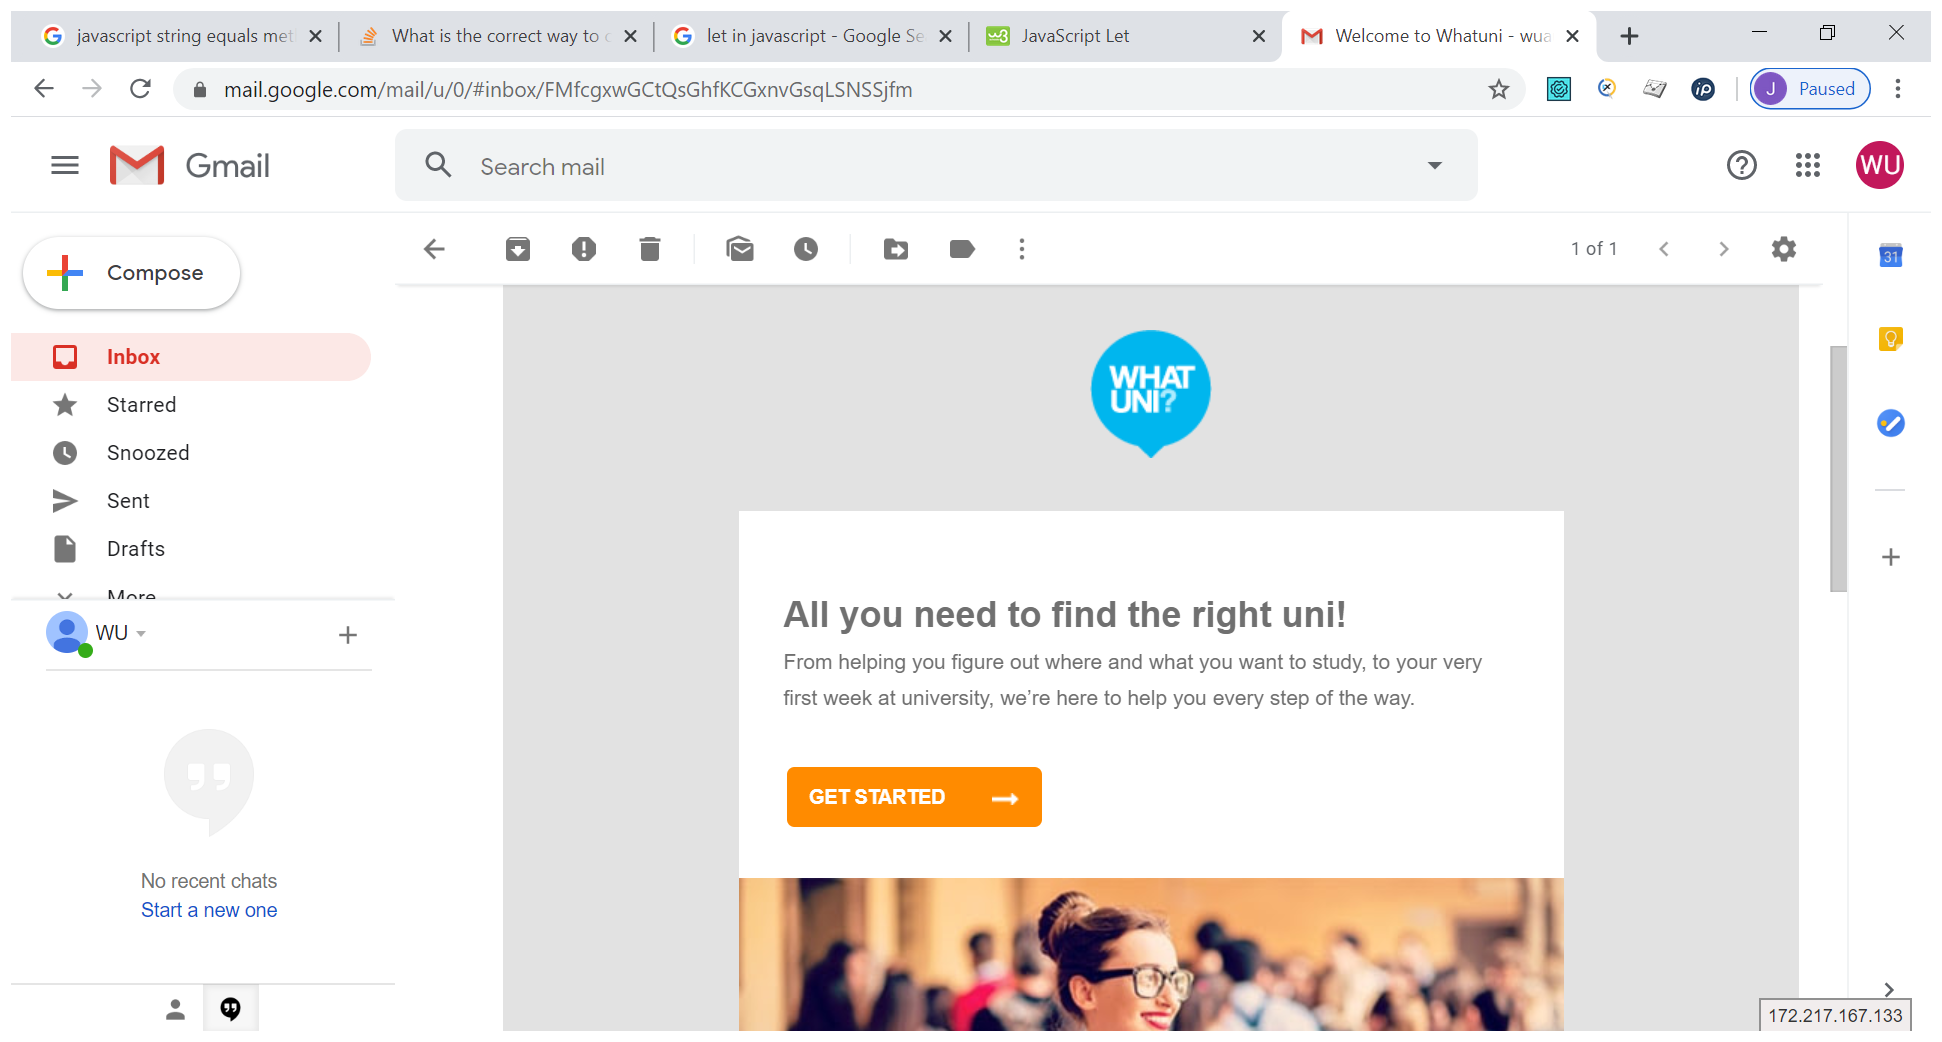 javascript string equals met
What is the correct way to
let in javascript - Google Se
JavaScript Let
Welcome to Whatuni - wua
mail.google.com/mail/u/0/#inbox/FMfcgxwGCtQsGhfKCGxnvGsqLSNSSjfm
J Paused
Gmail
Search mail
WU
Compose
1 of 1
31
Inbox
Starred
Snoozed
Sent
Drafts
More
WU
No recent chats
Start a new one
WHAT
UNI?
All you need to find the right uni!
From helping you figure out where and what you want to study, to your very
first week at university, we’re here to help you every step of the way.
GET STARTED
172.217.167.133